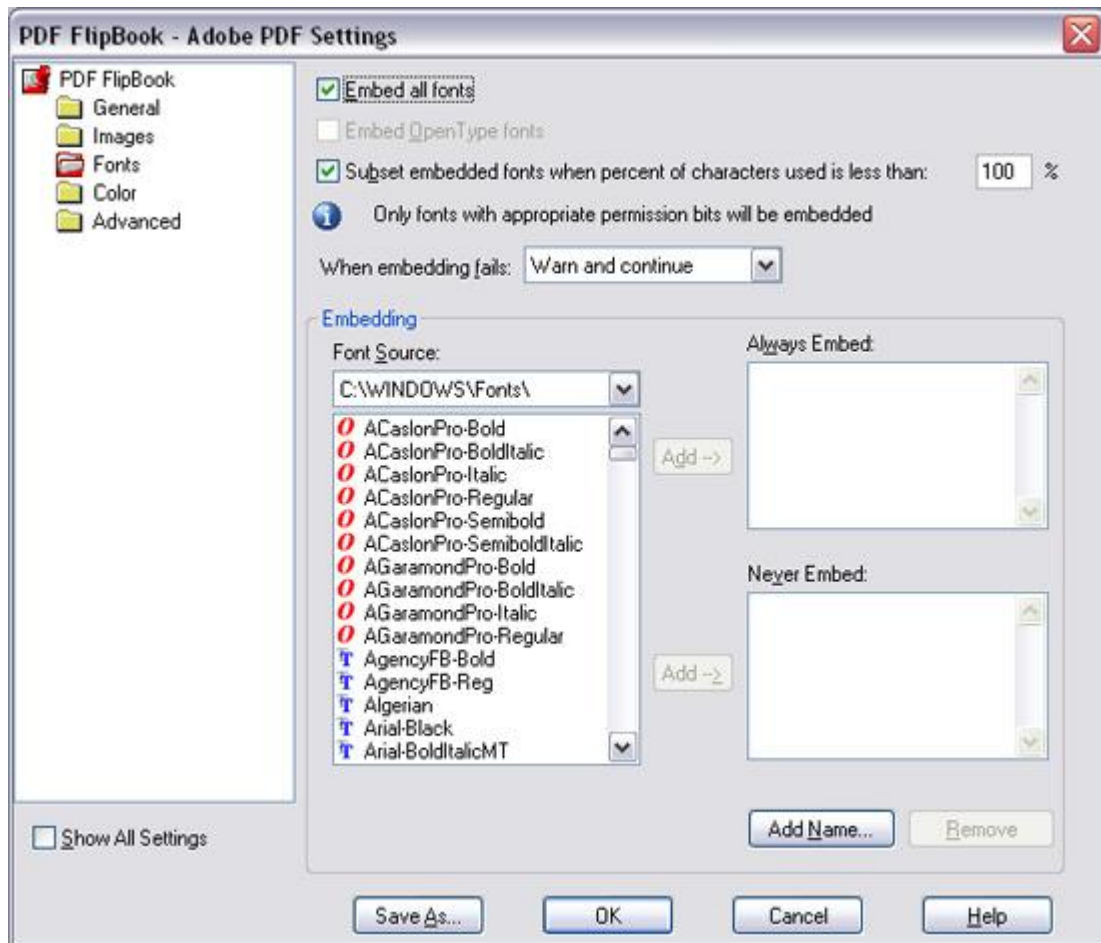 PDF FlipBook - Adobe PDF Settings
PDF FlipBook
General
Images
Fonts
Color
Advanced
Show All Settings
Embed all fonts
Embed OpenType fonts
Subset embedded fonts when percent of characters used is less than: 100 %
Only fonts with appropriate permission bits will be embedded
When embedding fails: Warn and continue
Embedding
Font Source:
C:\WINDOWS\Fonts\
ACaslonPro-Bold
ACaslonPro-BoldItalic
ACaslonPro-Italic
ACaslonPro-Regular
ACaslonPro-Semibold
ACaslonPro-SemiboldItalic
AGaramondPro-Bold
AGaramondPro-BoldItalic
AGaramondPro-Italic
AGaramondPro-Regular
AgencyFB-Bold
AgencyFB-Reg
Algerian
Arial-Black
Arial-BoldItalicMT
Add -->
Add -->
Always Embed:
Never Embed:
Add Name...
Remove
Save As...
OK
Cancel
Help